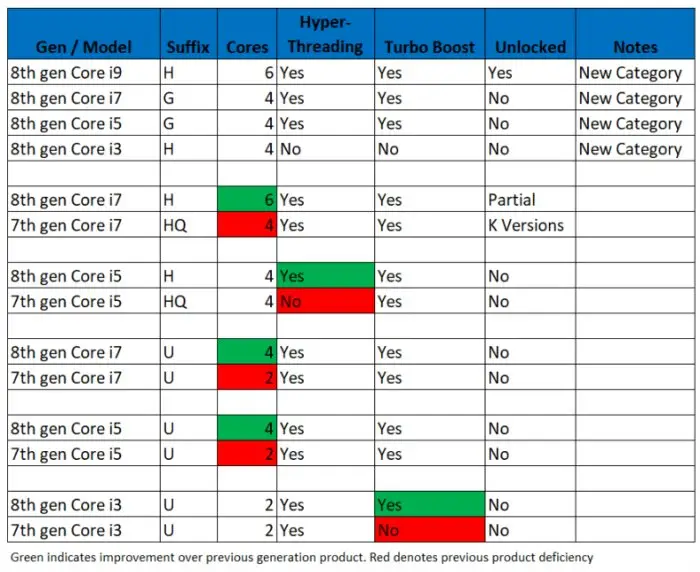 Gen / Model Suffix Cores Hyper-Threading Turbo Boost Unlocked Notes
8th gen Core i9 H 6 Yes Yes Yes New Category
8th gen Core i7 G 4 Yes Yes No New Category
8th gen Core i5 G 4 Yes Yes No New Category
8th gen Core i3 H 4 No No No New Category
8th gen Core i7 H 6 Yes Yes Partial
7th gen Core i7 HQ 4 Yes Yes K Versions
8th gen Core i5 H 4 Yes Yes No
7th gen Core i5 HQ 4 No Yes No
8th gen Core i7 U 4 Yes Yes No
7th gen Core i7 U 2 Yes Yes No
8th gen Core i5 U 4 Yes Yes No
7th gen Core i5 U 2 Yes Yes No
8th gen Core i3 U 2 Yes Yes No
7th gen Core i3 U 2 Yes No No
Green indicates improvement over previous generation product. Red denotes previous product deficiency